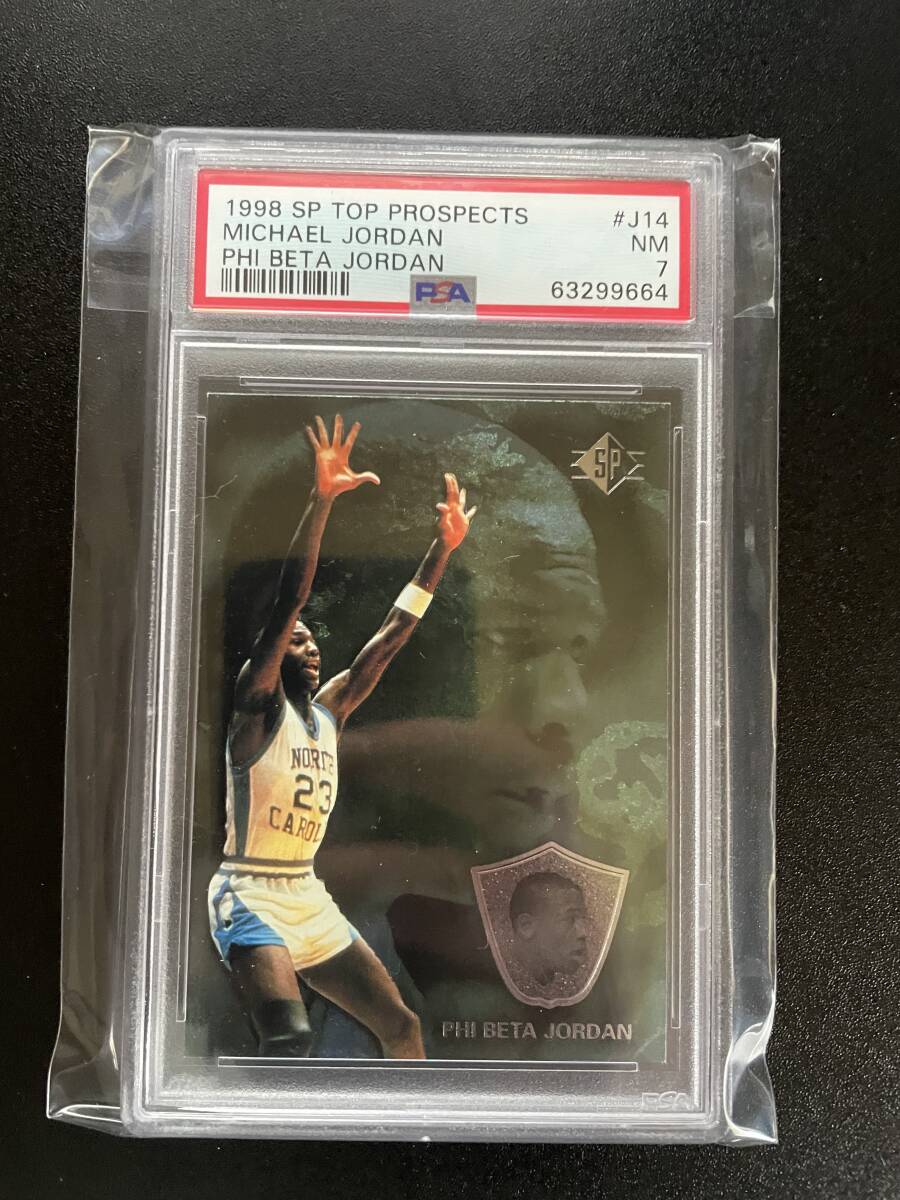 1998 SP TOP PROSPECTS #J14
MICHAEL JORDAN NM
PHI BETA JORDAN 7
PSA 63299664
SP
NORTH
23
CAROL
PHI BETA JORDAN
PSA